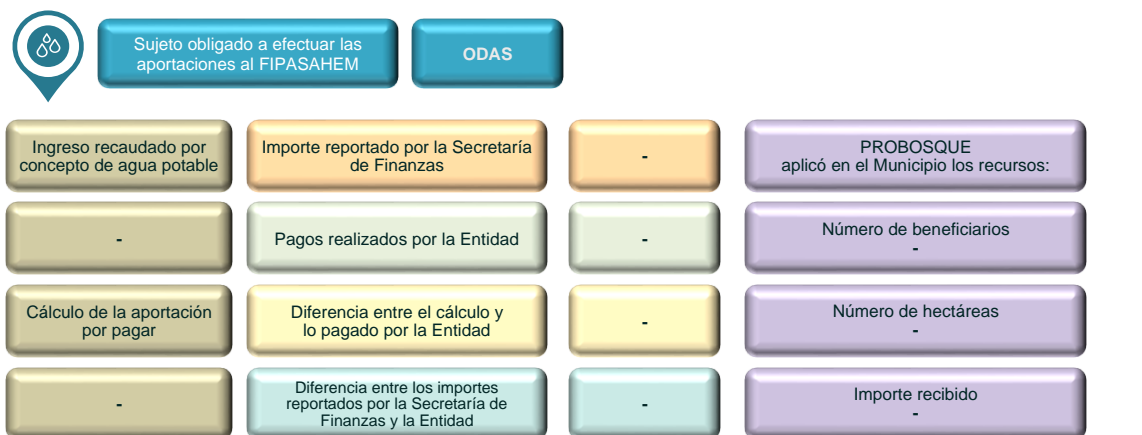 Sujeto obligado a efectuar las
aportaciones al FIPASAHEM
ODAS
Ingreso recaudado por
concepto de agua potable
Importe reportado por la Secretaría
de Finanzas
-
PROBOSQUE
aplicó en el Municipio los recursos:
-
Pagos realizados por la Entidad
-
Número de beneficiarios
-
Cálculo de la aportación
por pagar
Diferencia entre el cálculo y
lo pagado por la Entidad
-
Número de hectáreas
-
-
Diferencia entre los importes
reportados por la Secretaría de
Finanzas y la Entidad
-
Importe recibido
-